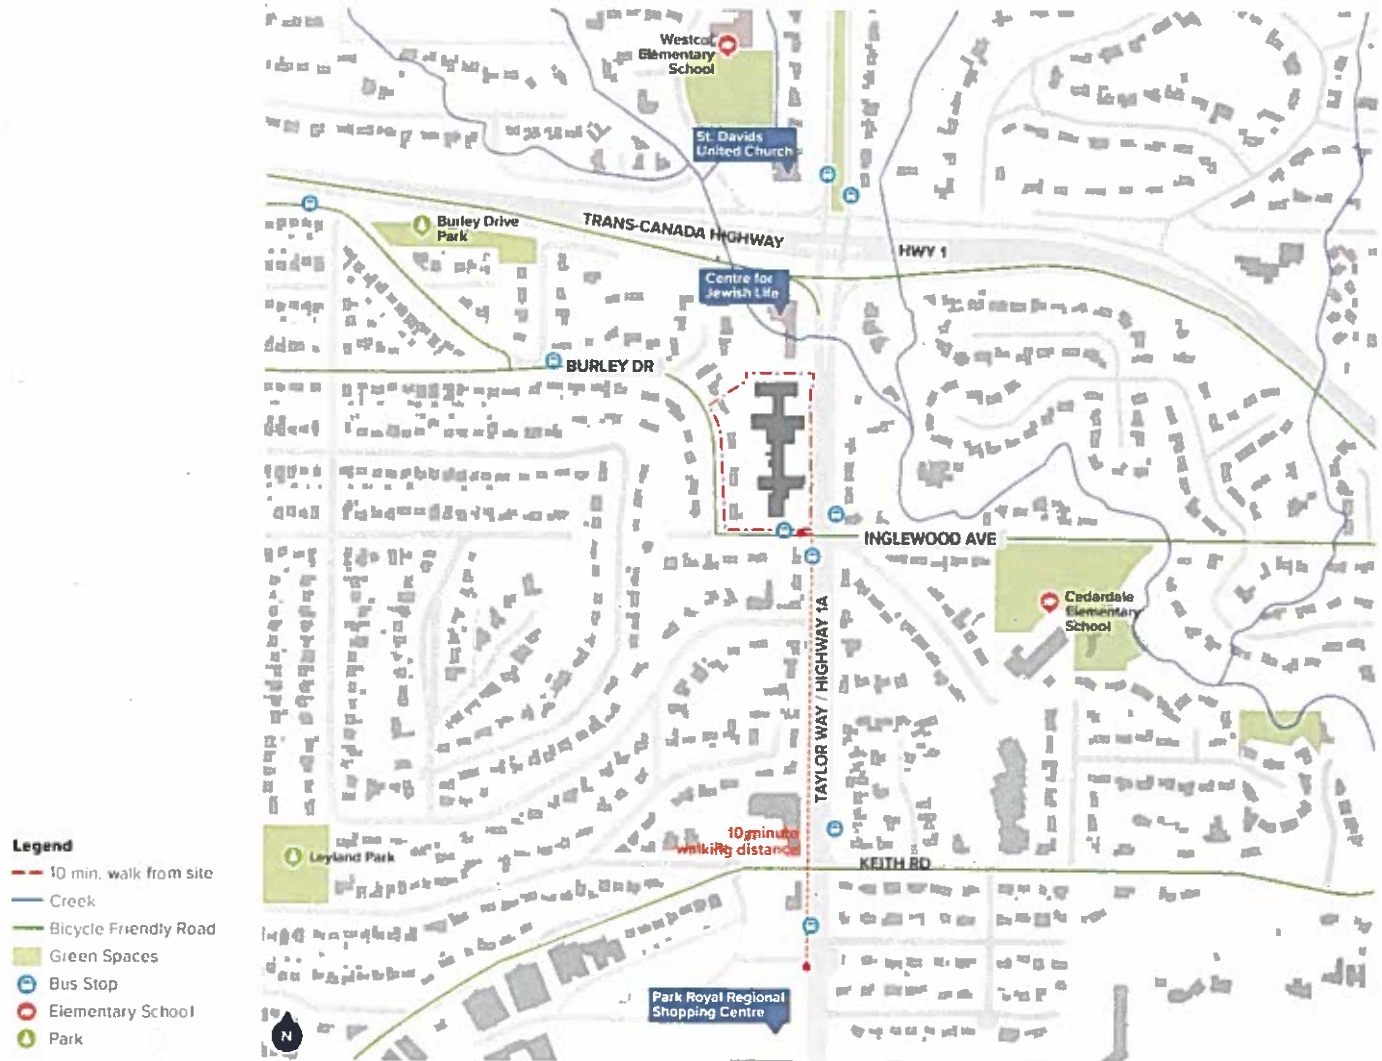 Westcot
Elementary
School
St. Davids
United Church
Burley Drive
Park
TRANS-CANADA HIGHWAY
HWY 1
Centre for
Jewish Life
BURLEY DR
INGLEWOOD AVE
Cedardale
Elementary
School
TAYLOR WAY / HIGHWAY 1A
10 minute
walking distance
KEITH RD
Leyland Park
Park Royal Regional
Shopping Centre
Legend
10 min. walk from site
Creek
Bicycle Friendly Road
Green Spaces
Bus Stop
Elementary School
Park
N